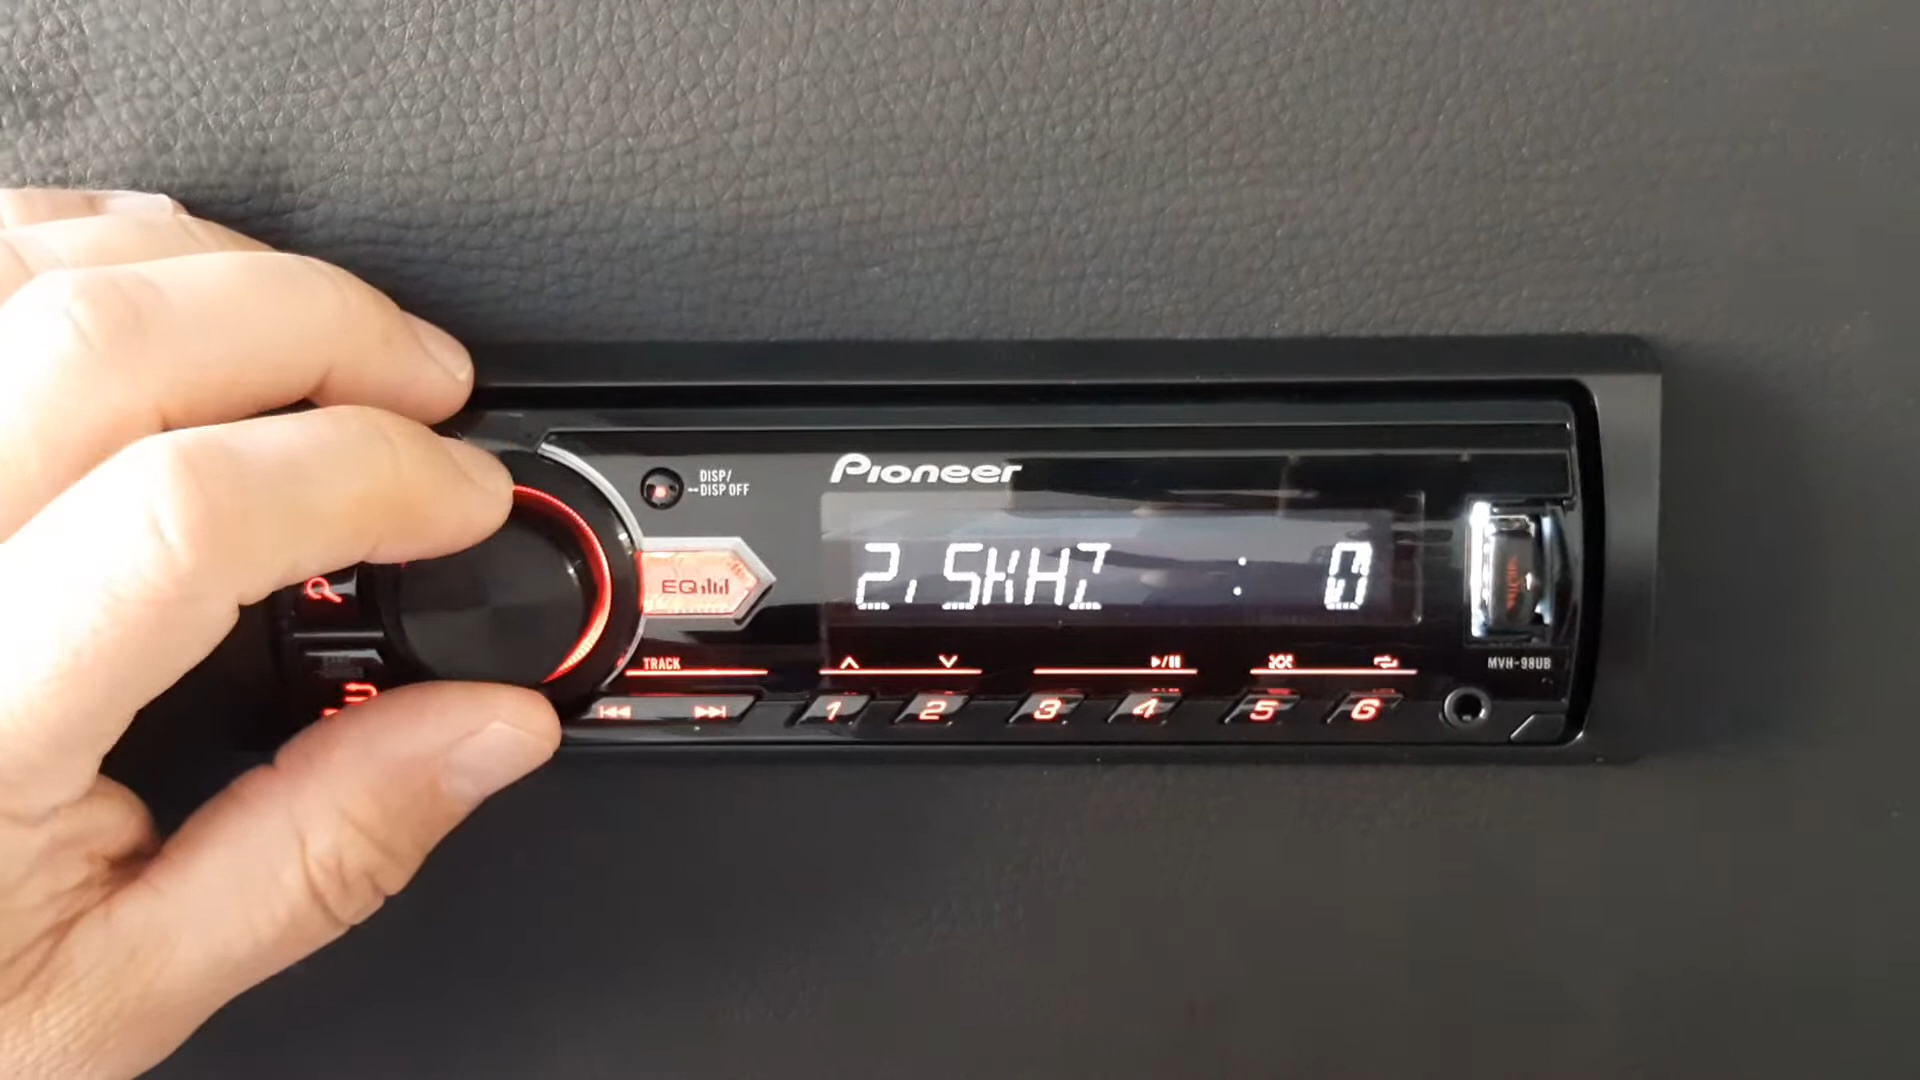 Pioneer
DISP/
DISP OFF
EQ
2,5KHZ : 0
MVH-98UB
TRACK
1 2 3 4 5 6